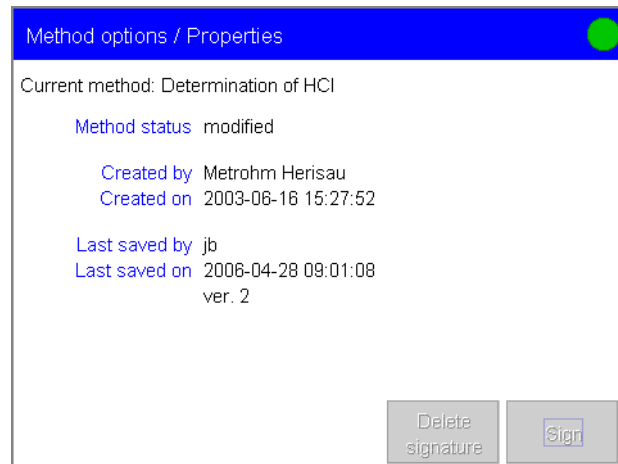 Method options / Properties
Current method: Determination of HCl
Method status modified
Created by Metrohm Herisau
Created on 2003-06-16 15:27:52
Last saved by jb
Last saved on 2006-04-28 09:01:08
ver. 2
Delete
signature
Sign